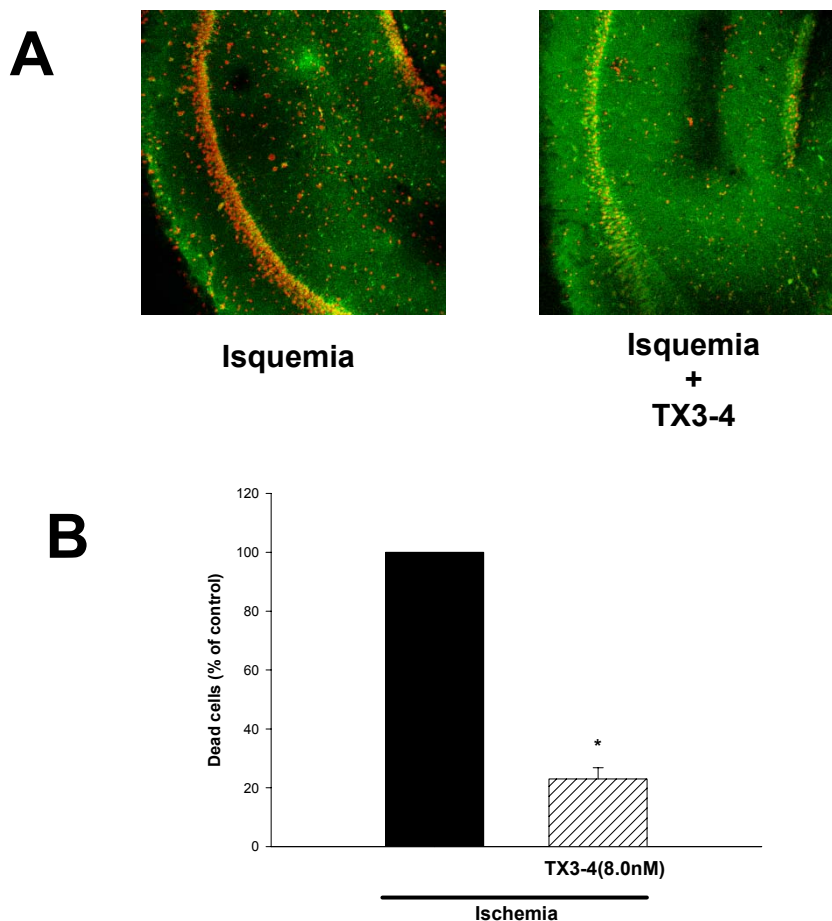 A
Isquemia
Isquemia
+
TX3-4
B
Dead cells (% of control)
120
100
80
60
40
20
0
*
TX3-4(8.0nM)
Ischemia